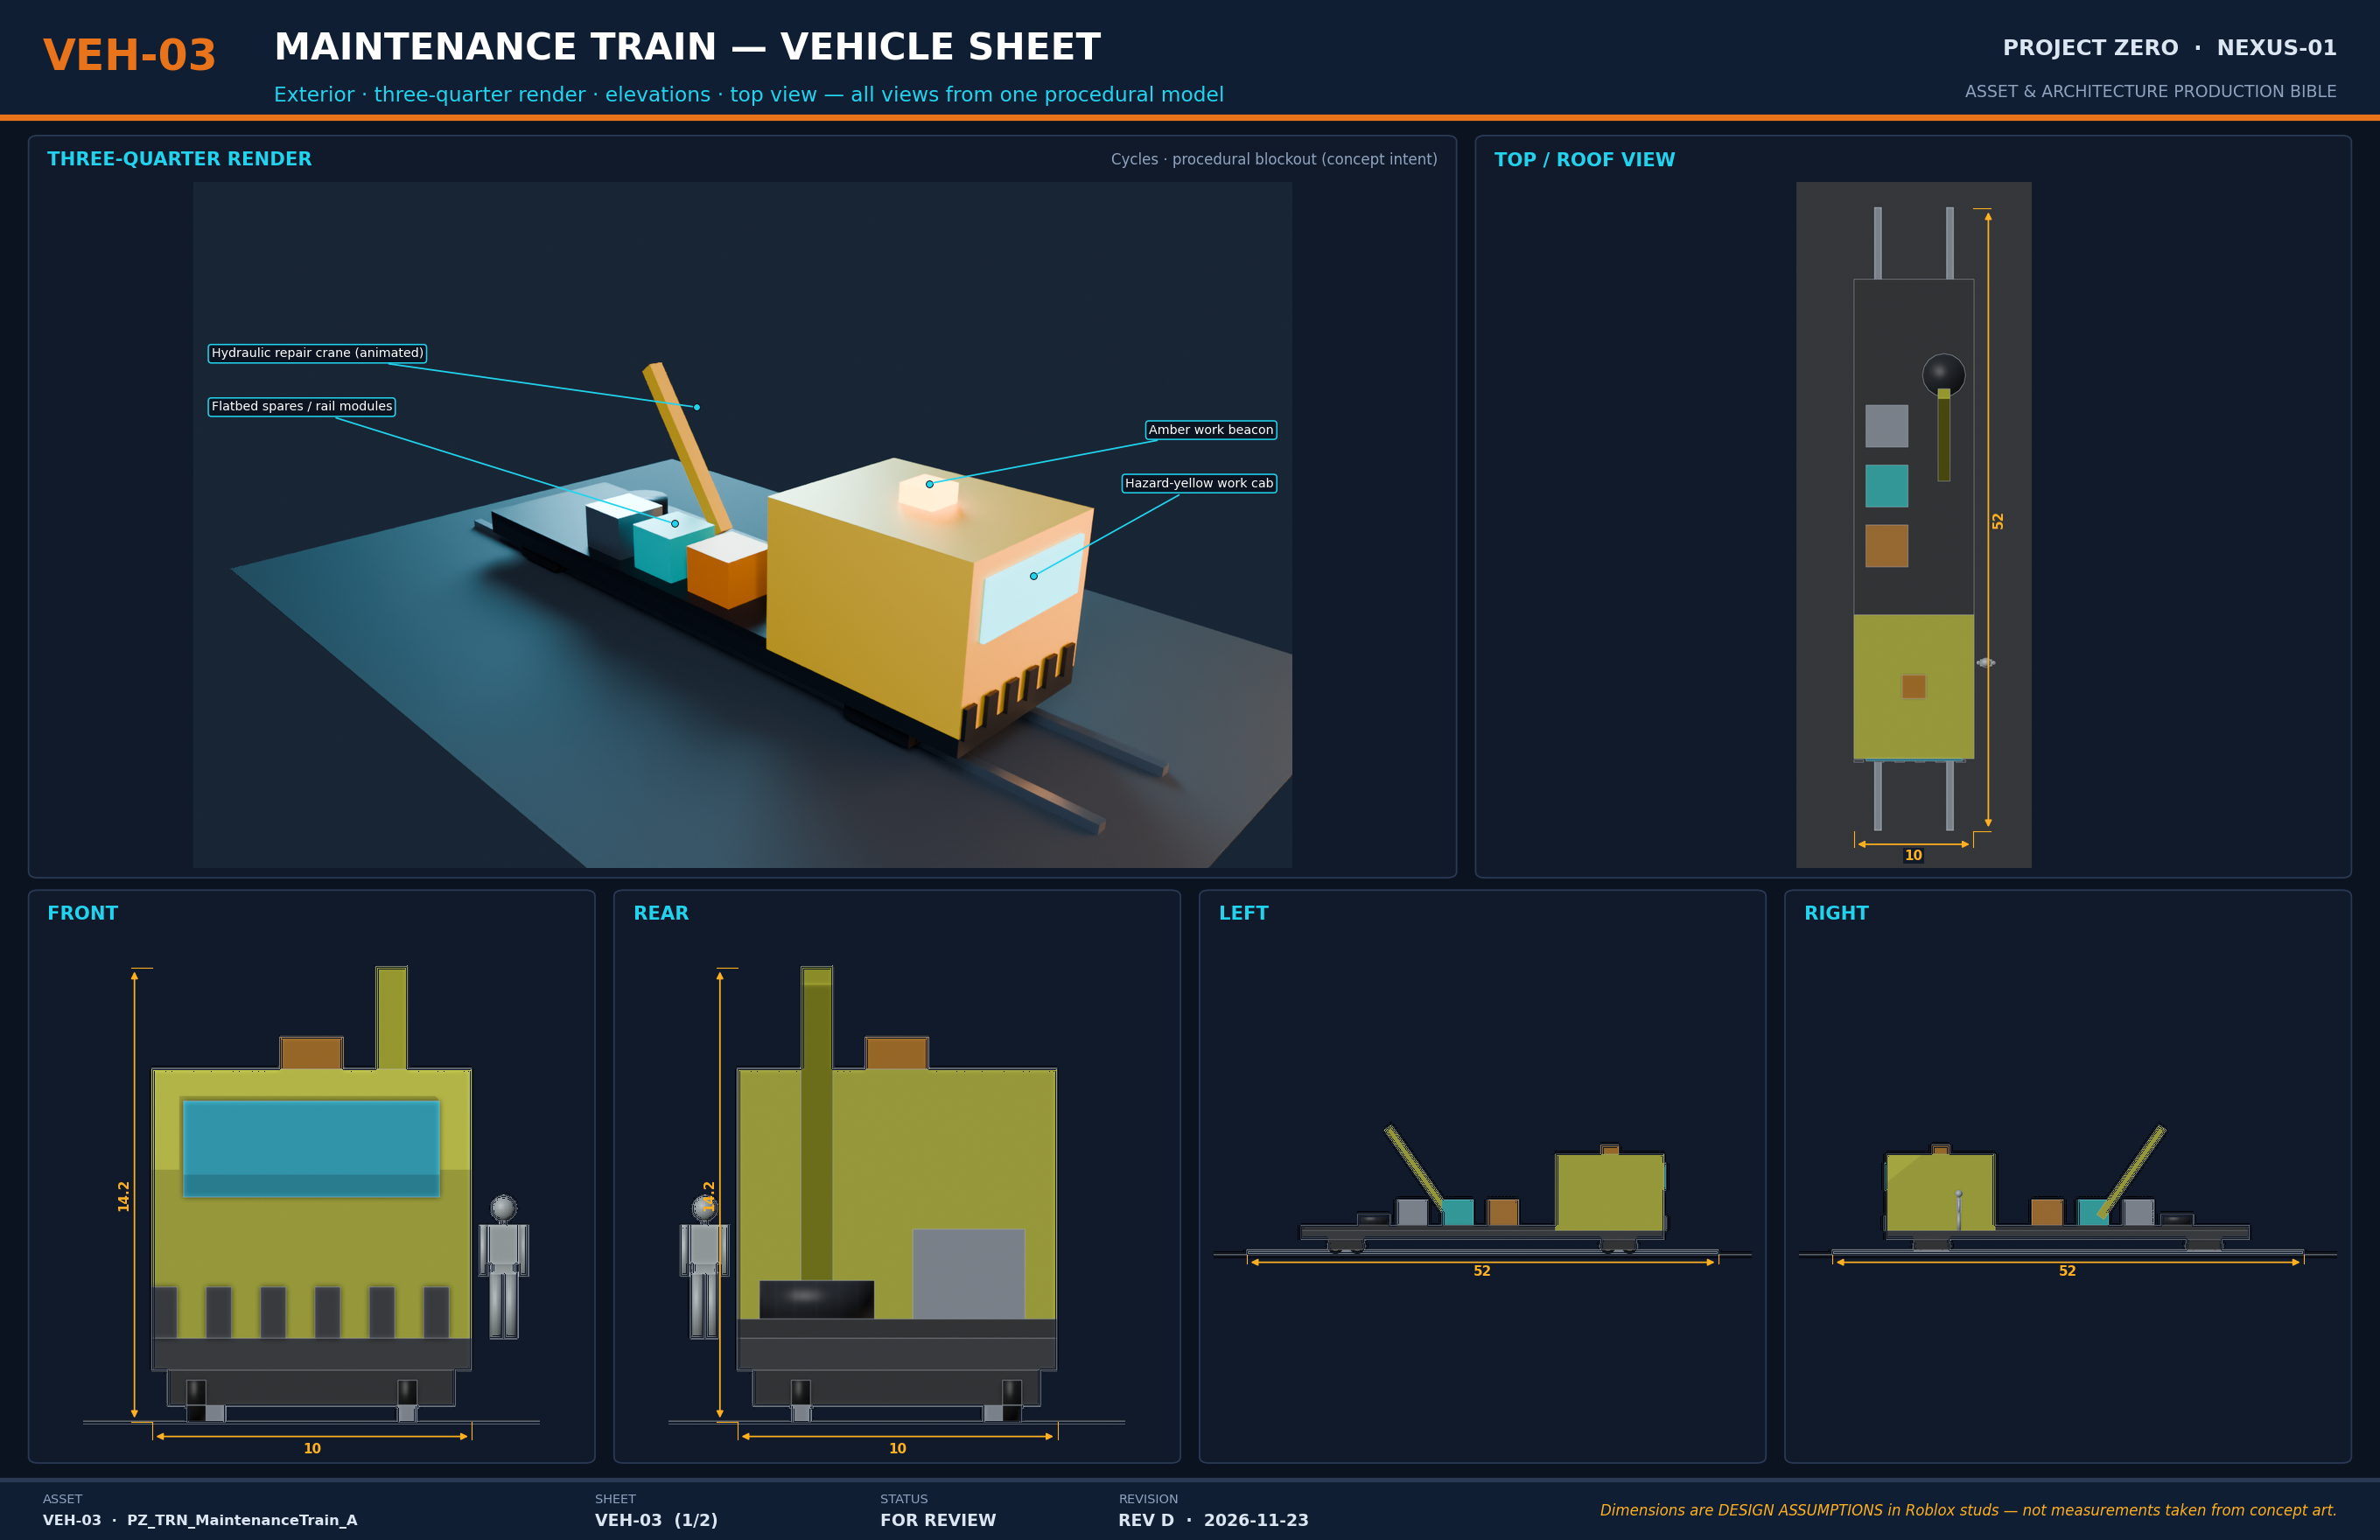 VEH-03
MAINTENANCE TRAIN — VEHICLE SHEET
Exterior · three-quarter render · elevations · top view — all views from one procedural model
PROJECT ZERO · NEXUS-01
ASSET & ARCHITECTURE PRODUCTION BIBLE
THREE-QUARTER RENDER
Cycles · procedural blockout (concept intent)
Hydraulic repair crane (animated)
Flatbed spares / rail modules
Amber work beacon
Hazard-yellow work cab
TOP / ROOF VIEW
52
10
FRONT
14.2
10
REAR
14.2
10
LEFT
52
RIGHT
52
ASSET
VEH-03 · PZ_TRN_MaintenanceTrain_A
SHEET
VEH-03 (1/2)
STATUS
FOR REVIEW
REVISION
REV D · 2026-11-23
Dimensions are DESIGN ASSUMPTIONS in Roblox studs — not measurements taken from concept art.